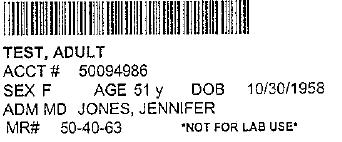 TEST, ADULT
ACCT # 50094986
SEX F AGE 51 y DOB 10/30/1958
ADM MD JONES, JENNIFER
MR# 50-40-63 *NOT FOR LAB USE*